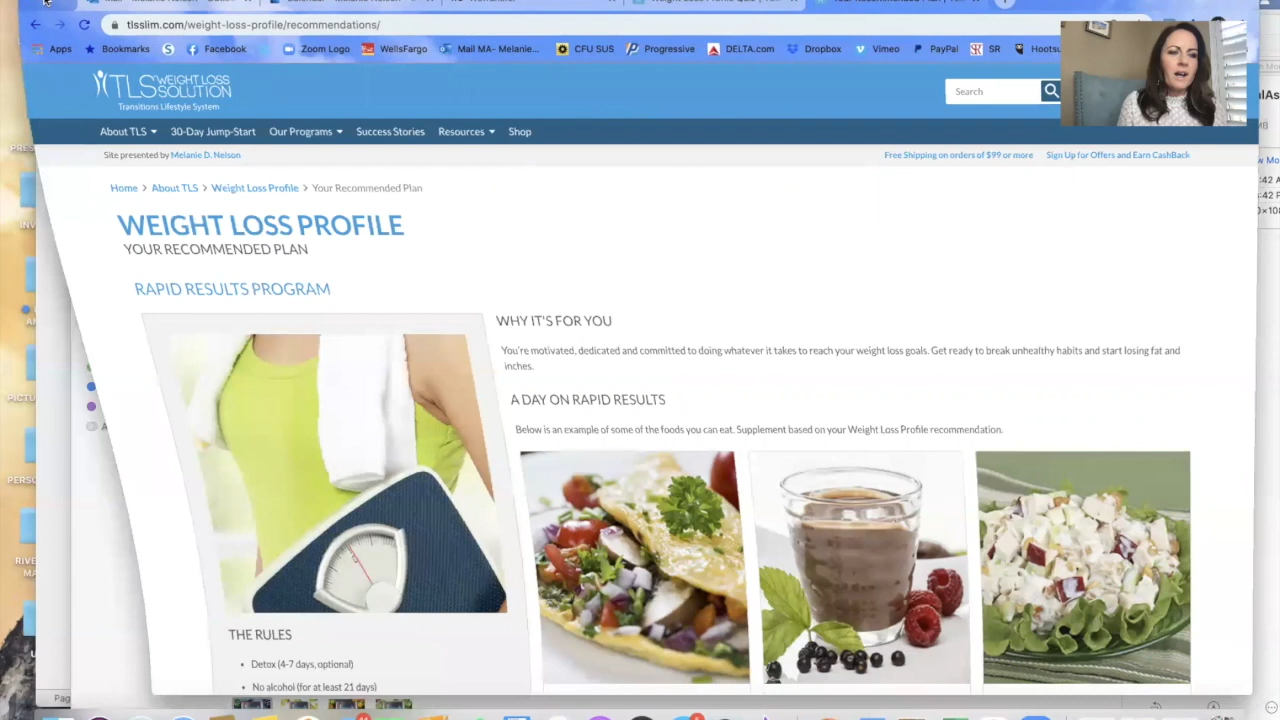 tlsslim.com/weight-loss-profile/recommendations/
Apps Bookmarks Facebook Zoom Logo WellsFargo Mail MA- Melanie... CFU SUS Progressive DELTA.com Dropbox Vimeo PayPal SR Hootsu
TLS WEIGHT LOSS SOLUTION
Transitions Lifestyle System
Search
About TLS 30-Day Jump-Start Our Programs Success Stories Resources Shop
Site presented by Melanie D. Nelson
Free Shipping on orders of $99 or more Sign Up for Offers and Earn CashBack
Home > About TLS > Weight Loss Profile > Your Recommended Plan
WEIGHT LOSS PROFILE
YOUR RECOMMENDED PLAN
RAPID RESULTS PROGRAM
WHY IT'S FOR YOU
You're motivated, dedicated and committed to doing whatever it takes to reach your weight loss goals. Get ready to break unhealthy habits and start losing fat and
inches.
A DAY ON RAPID RESULTS
Below is an example of some of the foods you can eat. Supplement based on your Weight Loss Profile recommendation.
THE RULES
• Detox (4-7 days, optional)
• No alcohol (for at least 21 days)